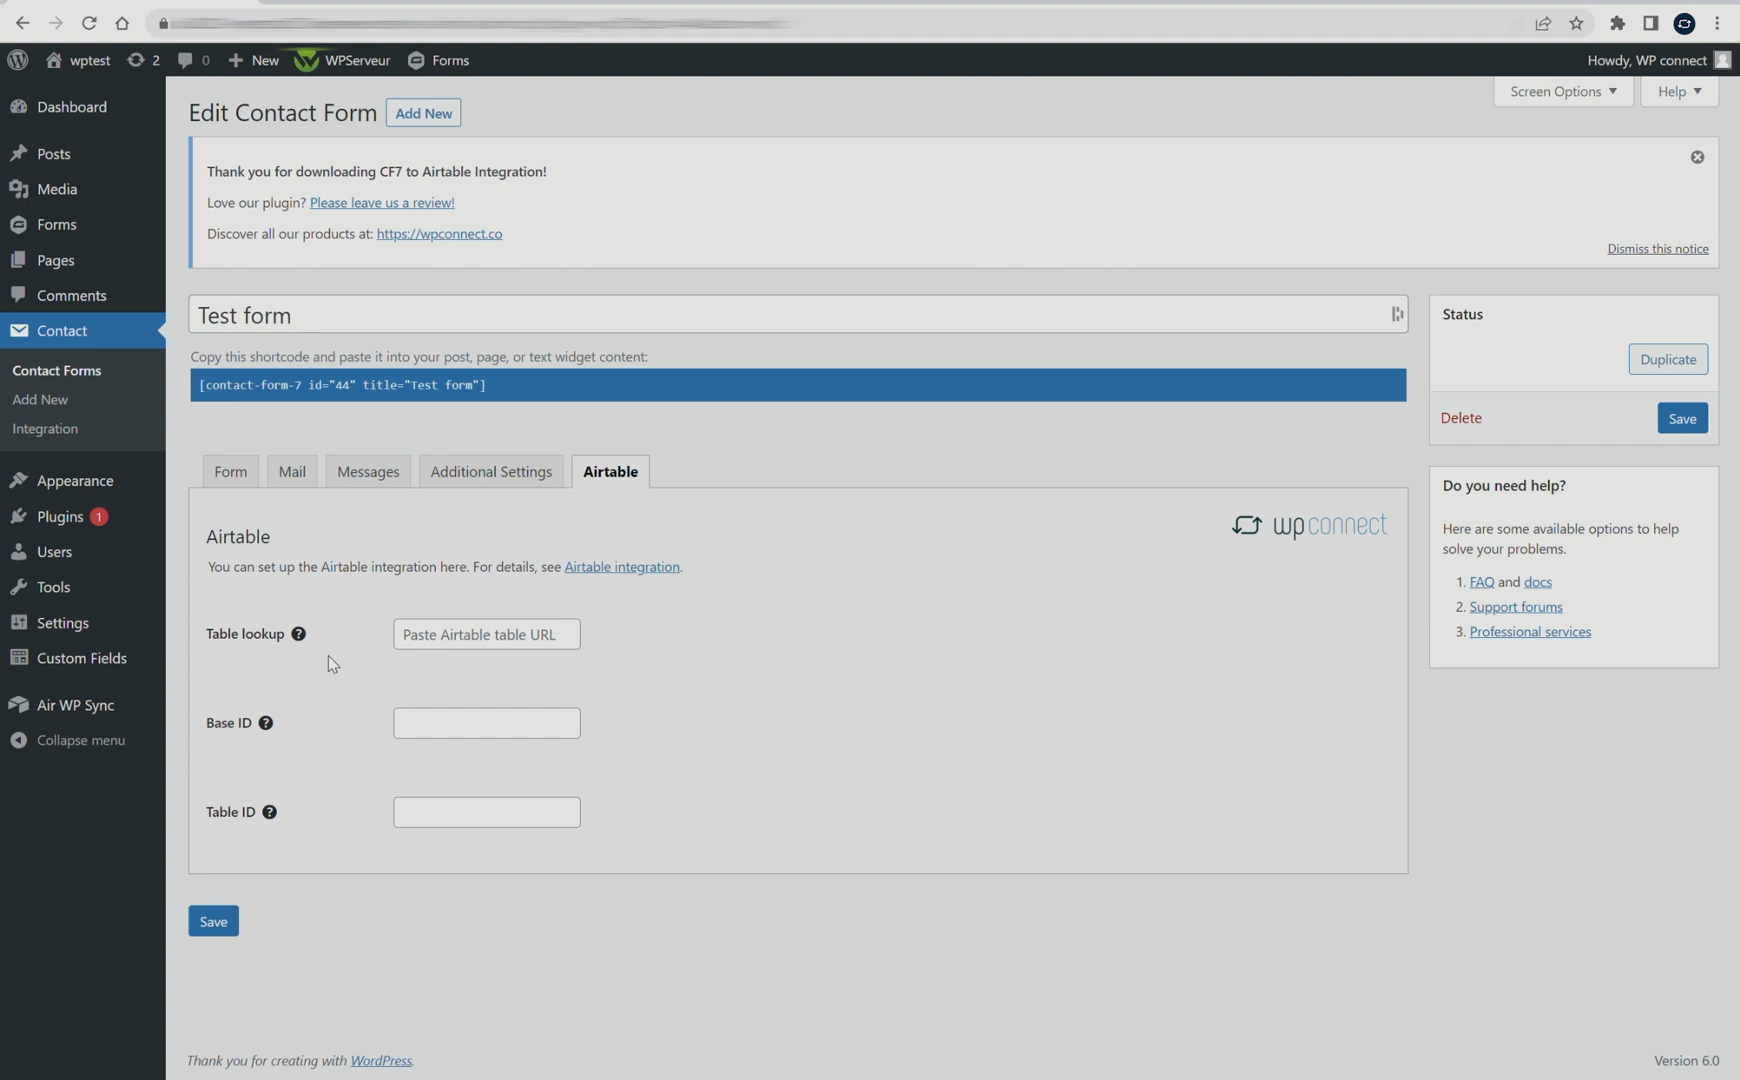 wptest 2 0 New WPServeur Forms Howdy, WP connect
Screen Options Help
Dashboard
Posts
Media
Forms
Pages
Comments
Contact
Contact Forms
Add New
Integration
Appearance
Plugins 1
Users
Tools
Settings
Custom Fields
Air WP Sync
Collapse menu
Edit Contact Form Add New
Thank you for downloading CF7 to Airtable Integration!
Love our plugin? Please leave us a review!
Discover all our products at: https://wpconnect.co
Dismiss this notice
Test form
Copy this shortcode and paste it into your post, page, or text widget content:
[contact-form-7 id="44" title="Test form"]
Form Mail Messages Additional Settings Airtable
Airtable
wpconnect
You can set up the Airtable integration here. For details, see Airtable integration.
Table lookup ? Paste Airtable table URL
Base ID ?
Table ID ?
Save
Status
Duplicate
Delete Save
Do you need help?
Here are some available options to help
solve your problems.
1. FAQ and docs
2. Support forums
3. Professional services
Thank you for creating with WordPress.
Version 6.0